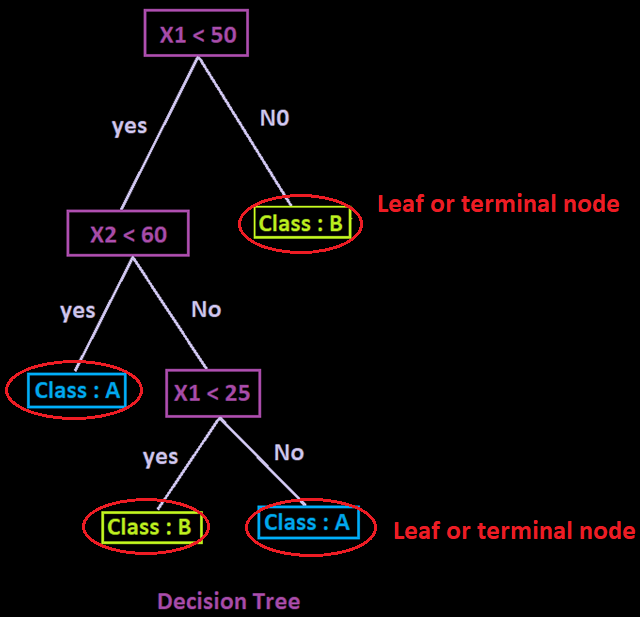 X1 < 50
yes
N0
Leaf or terminal node
Class : B
X2 < 60
yes
No
Class : A
X1 < 25
yes
No
Class : B
Class : A
Leaf or terminal node
Decision Tree